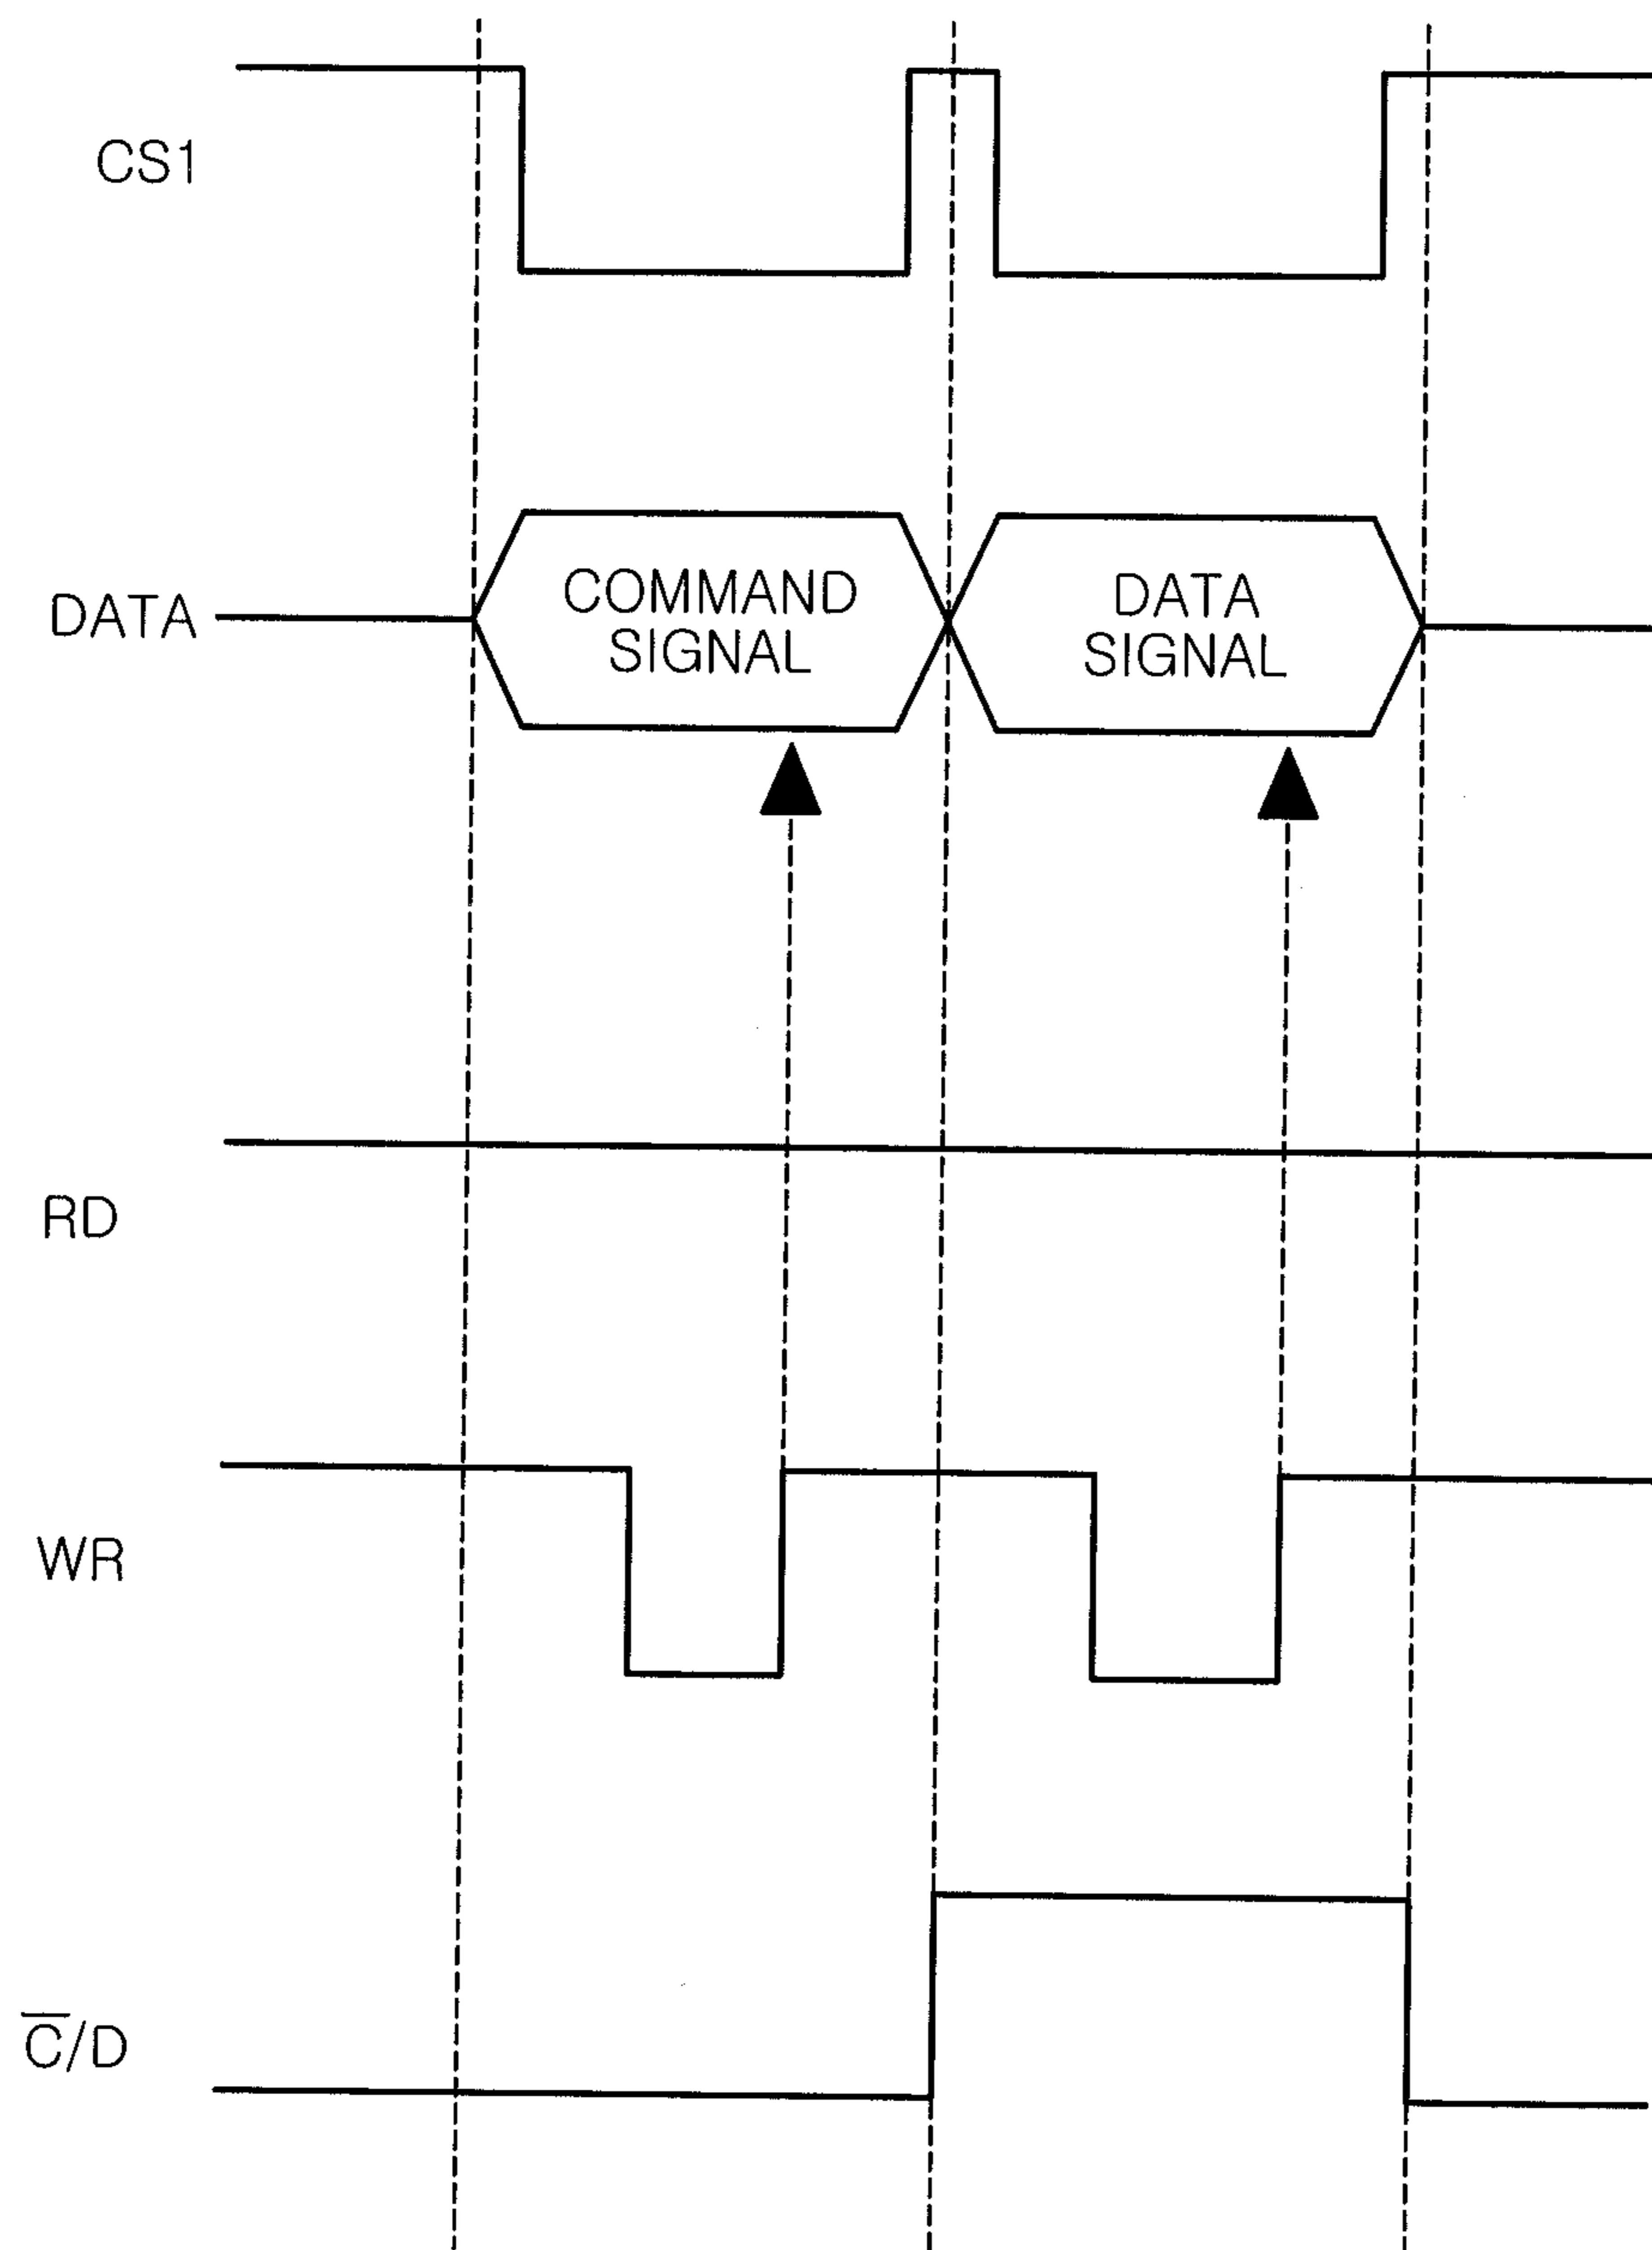 CS1
DATA
COMMAND
SIGNAL
DATA
SIGNAL
RD
WR
C̅/D